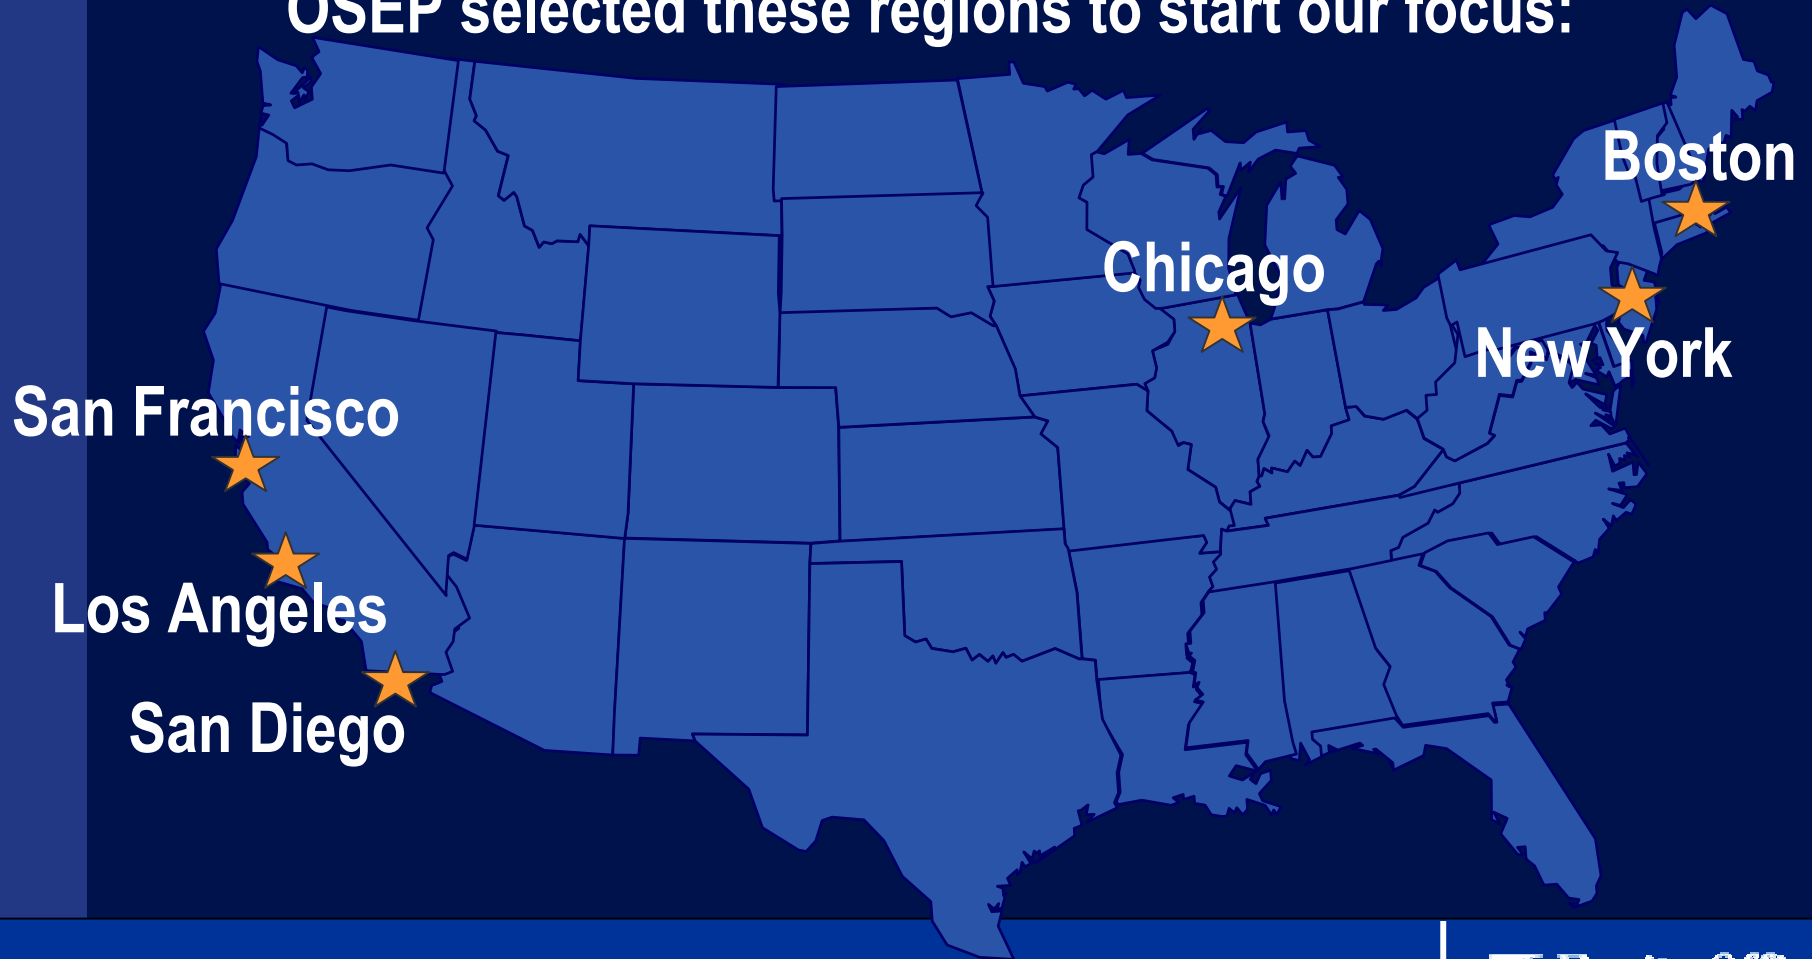 OSEP selected these regions to start our focus:
Boston
Chicago
New York
San Francisco
Los Angeles
San Diego